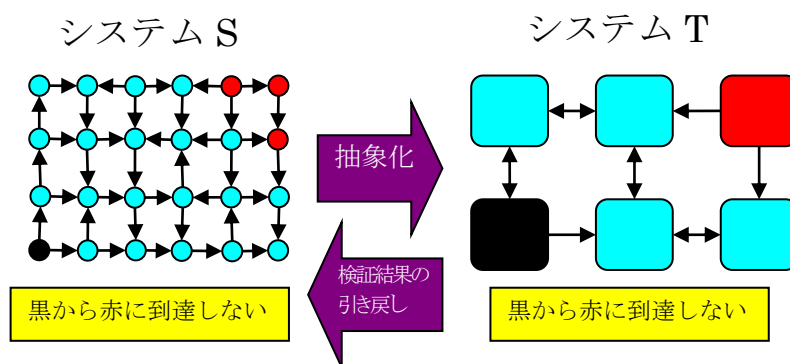 システム S
システム T
抽象化
検証結果の
引き戻し
黒から赤に到達しない
黒から赤に到達しない